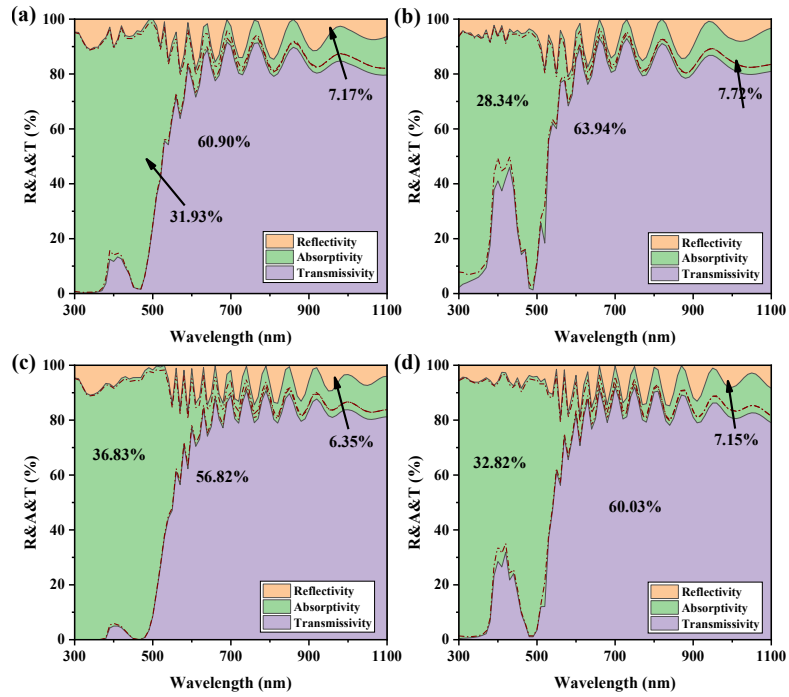 (a)
R&A&T (%)
100
80
60
40
20
0
7.17%
60.90%
31.93%
Reflectivity
Absorptivity
Transmissivity
300 500 700 900 1100
Wavelength (nm)
(b)
R&A&T (%)
100
80
60
40
20
0
28.34%
7.72%
63.94%
Reflectivity
Absorptivity
Transmissivity
300 500 700 900 1100
Wavelength (nm)
(c)
R&A&T (%)
100
80
60
40
20
0
6.35%
36.83%
56.82%
Reflectivity
Absorptivity
Transmissivity
300 500 700 900 1100
Wavelength (nm)
(d)
R&A&T (%)
100
80
60
40
20
0
7.15%
32.82%
60.03%
Reflectivity
Absorptivity
Transmissivity
300 500 700 900 1100
Wavelength (nm)